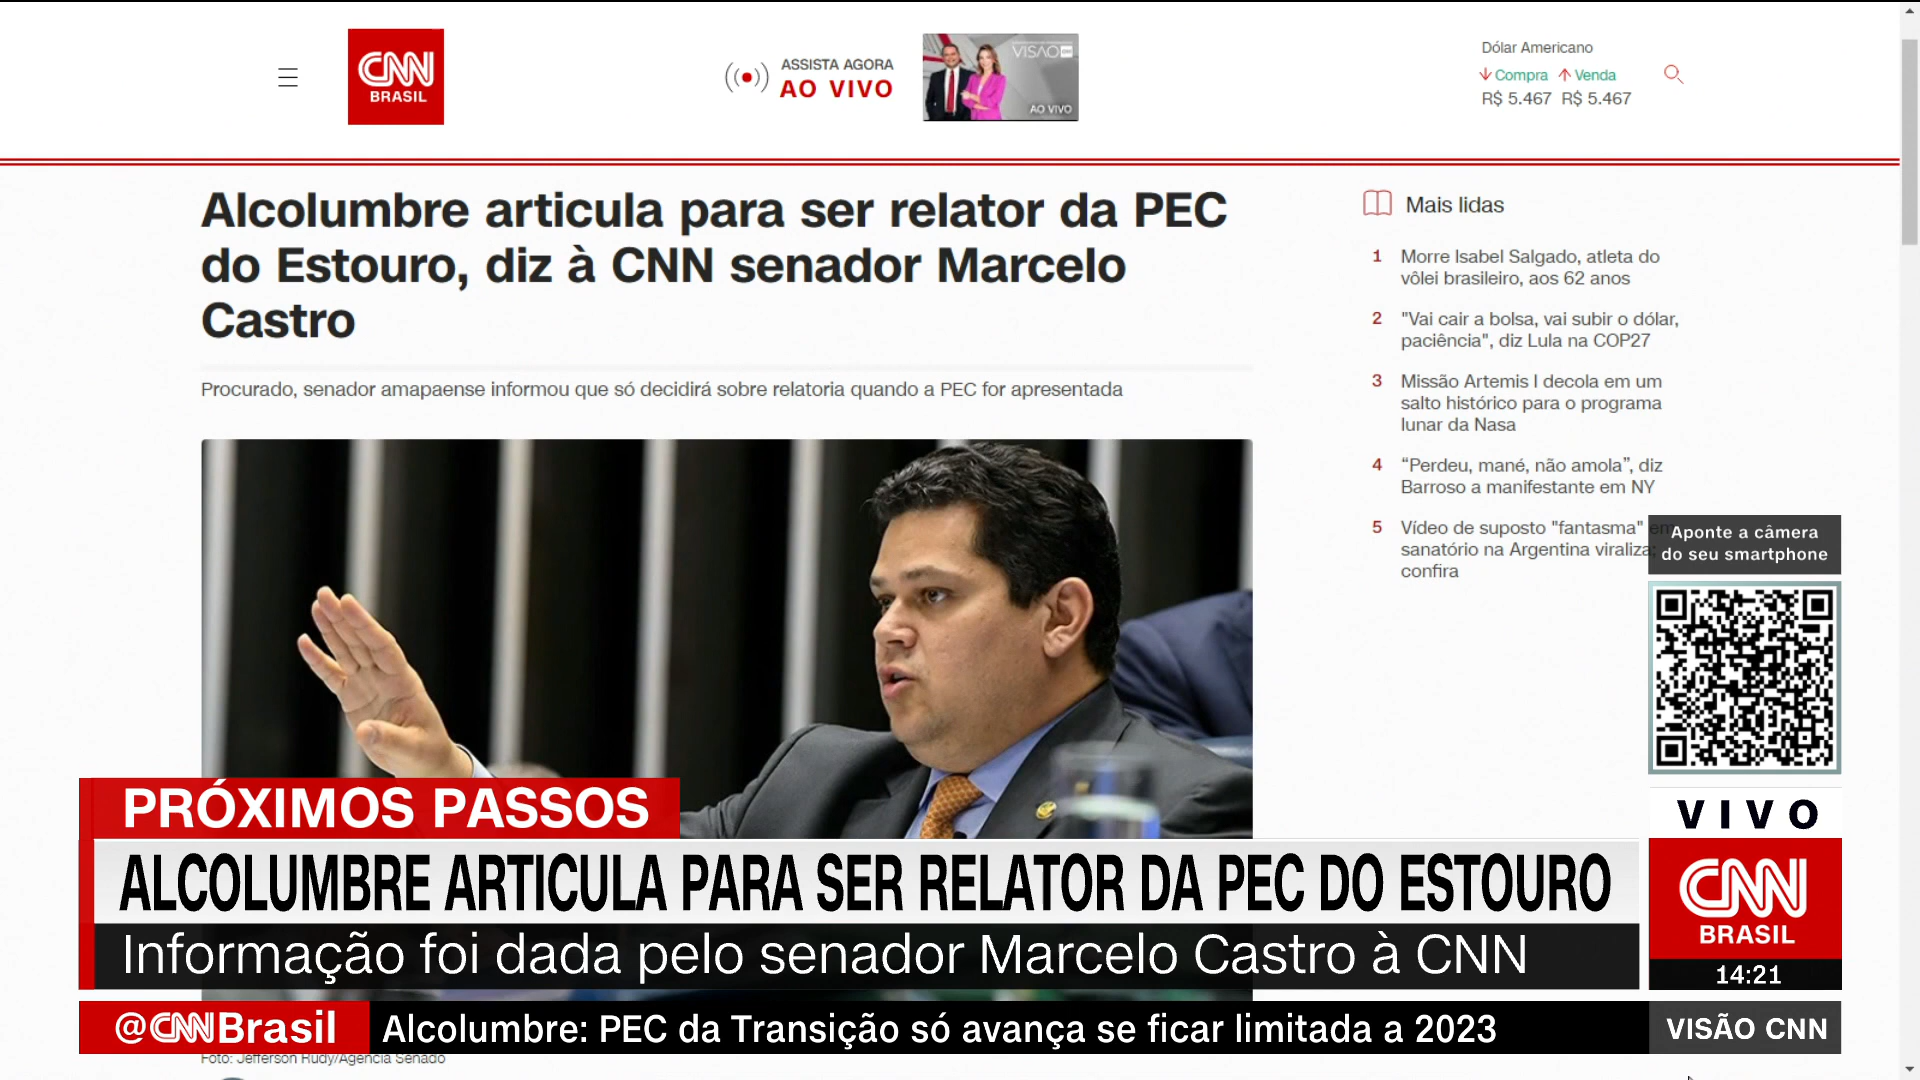 CNN
BRASIL
ASSISTA AGORA
AO VIVO
VISÃO CNN
AO VIVO
Dólar Americano
Compra Venda
R$ 5.467 R$ 5.467
Alcolumbre articula para ser relator da PEC
do Estouro, diz à CNN senador Marcelo
Castro
Procurado, senador amapaense informou que só decidirá sobre relatoria quando a PEC for apresentada
Mais lidas
1 Morre Isabel Salgado, atleta do
vôlei brasileiro, aos 62 anos
2 "Vai cair a bolsa, vai subir o dólar,
paciência", diz Lula na COP27
3 Missão Artemis I decola em um
salto histórico para o programa
lunar da Nasa
4 “Perdeu, mané, não amola”, diz
Barroso a manifestante em NY
5 Vídeo de suposto "fantasma" em
sanatório na Argentina viraliza;
confira
Aponte a câmera
do seu smartphone
PRÓXIMOS PASSOS
ALCOLUMBRE ARTICULA PARA SER RELATOR DA PEC DO ESTOURO
Informação foi dada pelo senador Marcelo Castro à CNN
VIVO
CNN
BRASIL
14:21
@CNNBrasil Alcolumbre: PEC da Transição só avança se ficar limitada a 2023
VISÃO CNN
Foto: Jefferson Rudy/Agência Senado